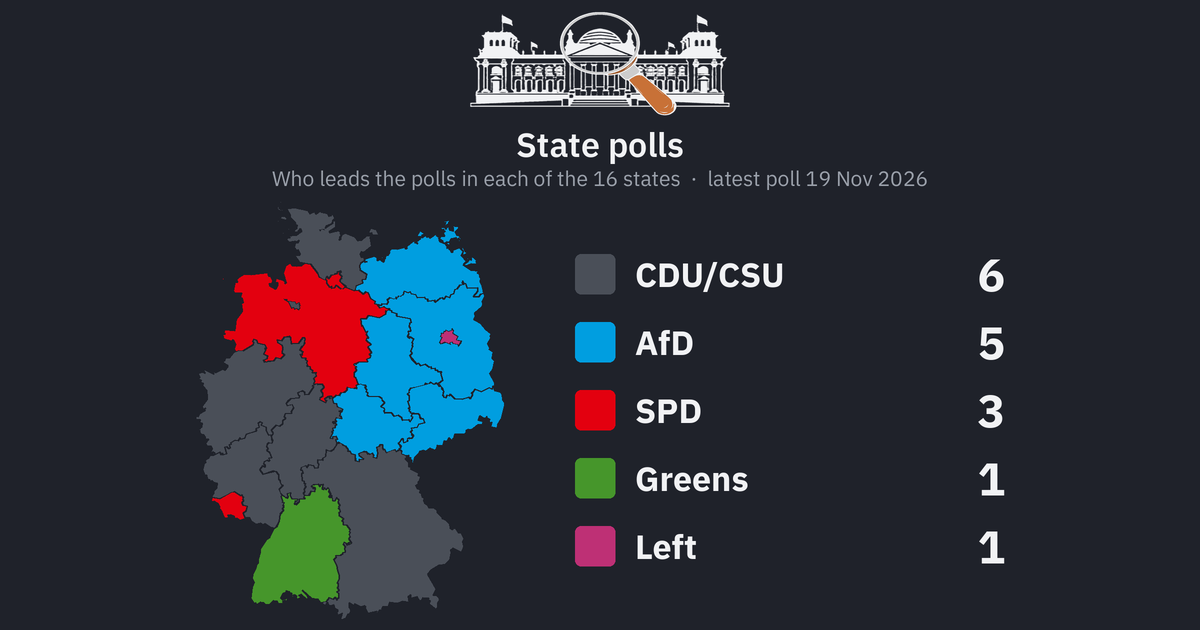 State polls
Who leads the polls in each of the 16 states · latest poll 19 Nov 2026
CDU/CSU 6
AfD 5
SPD 3
Greens 1
Left 1